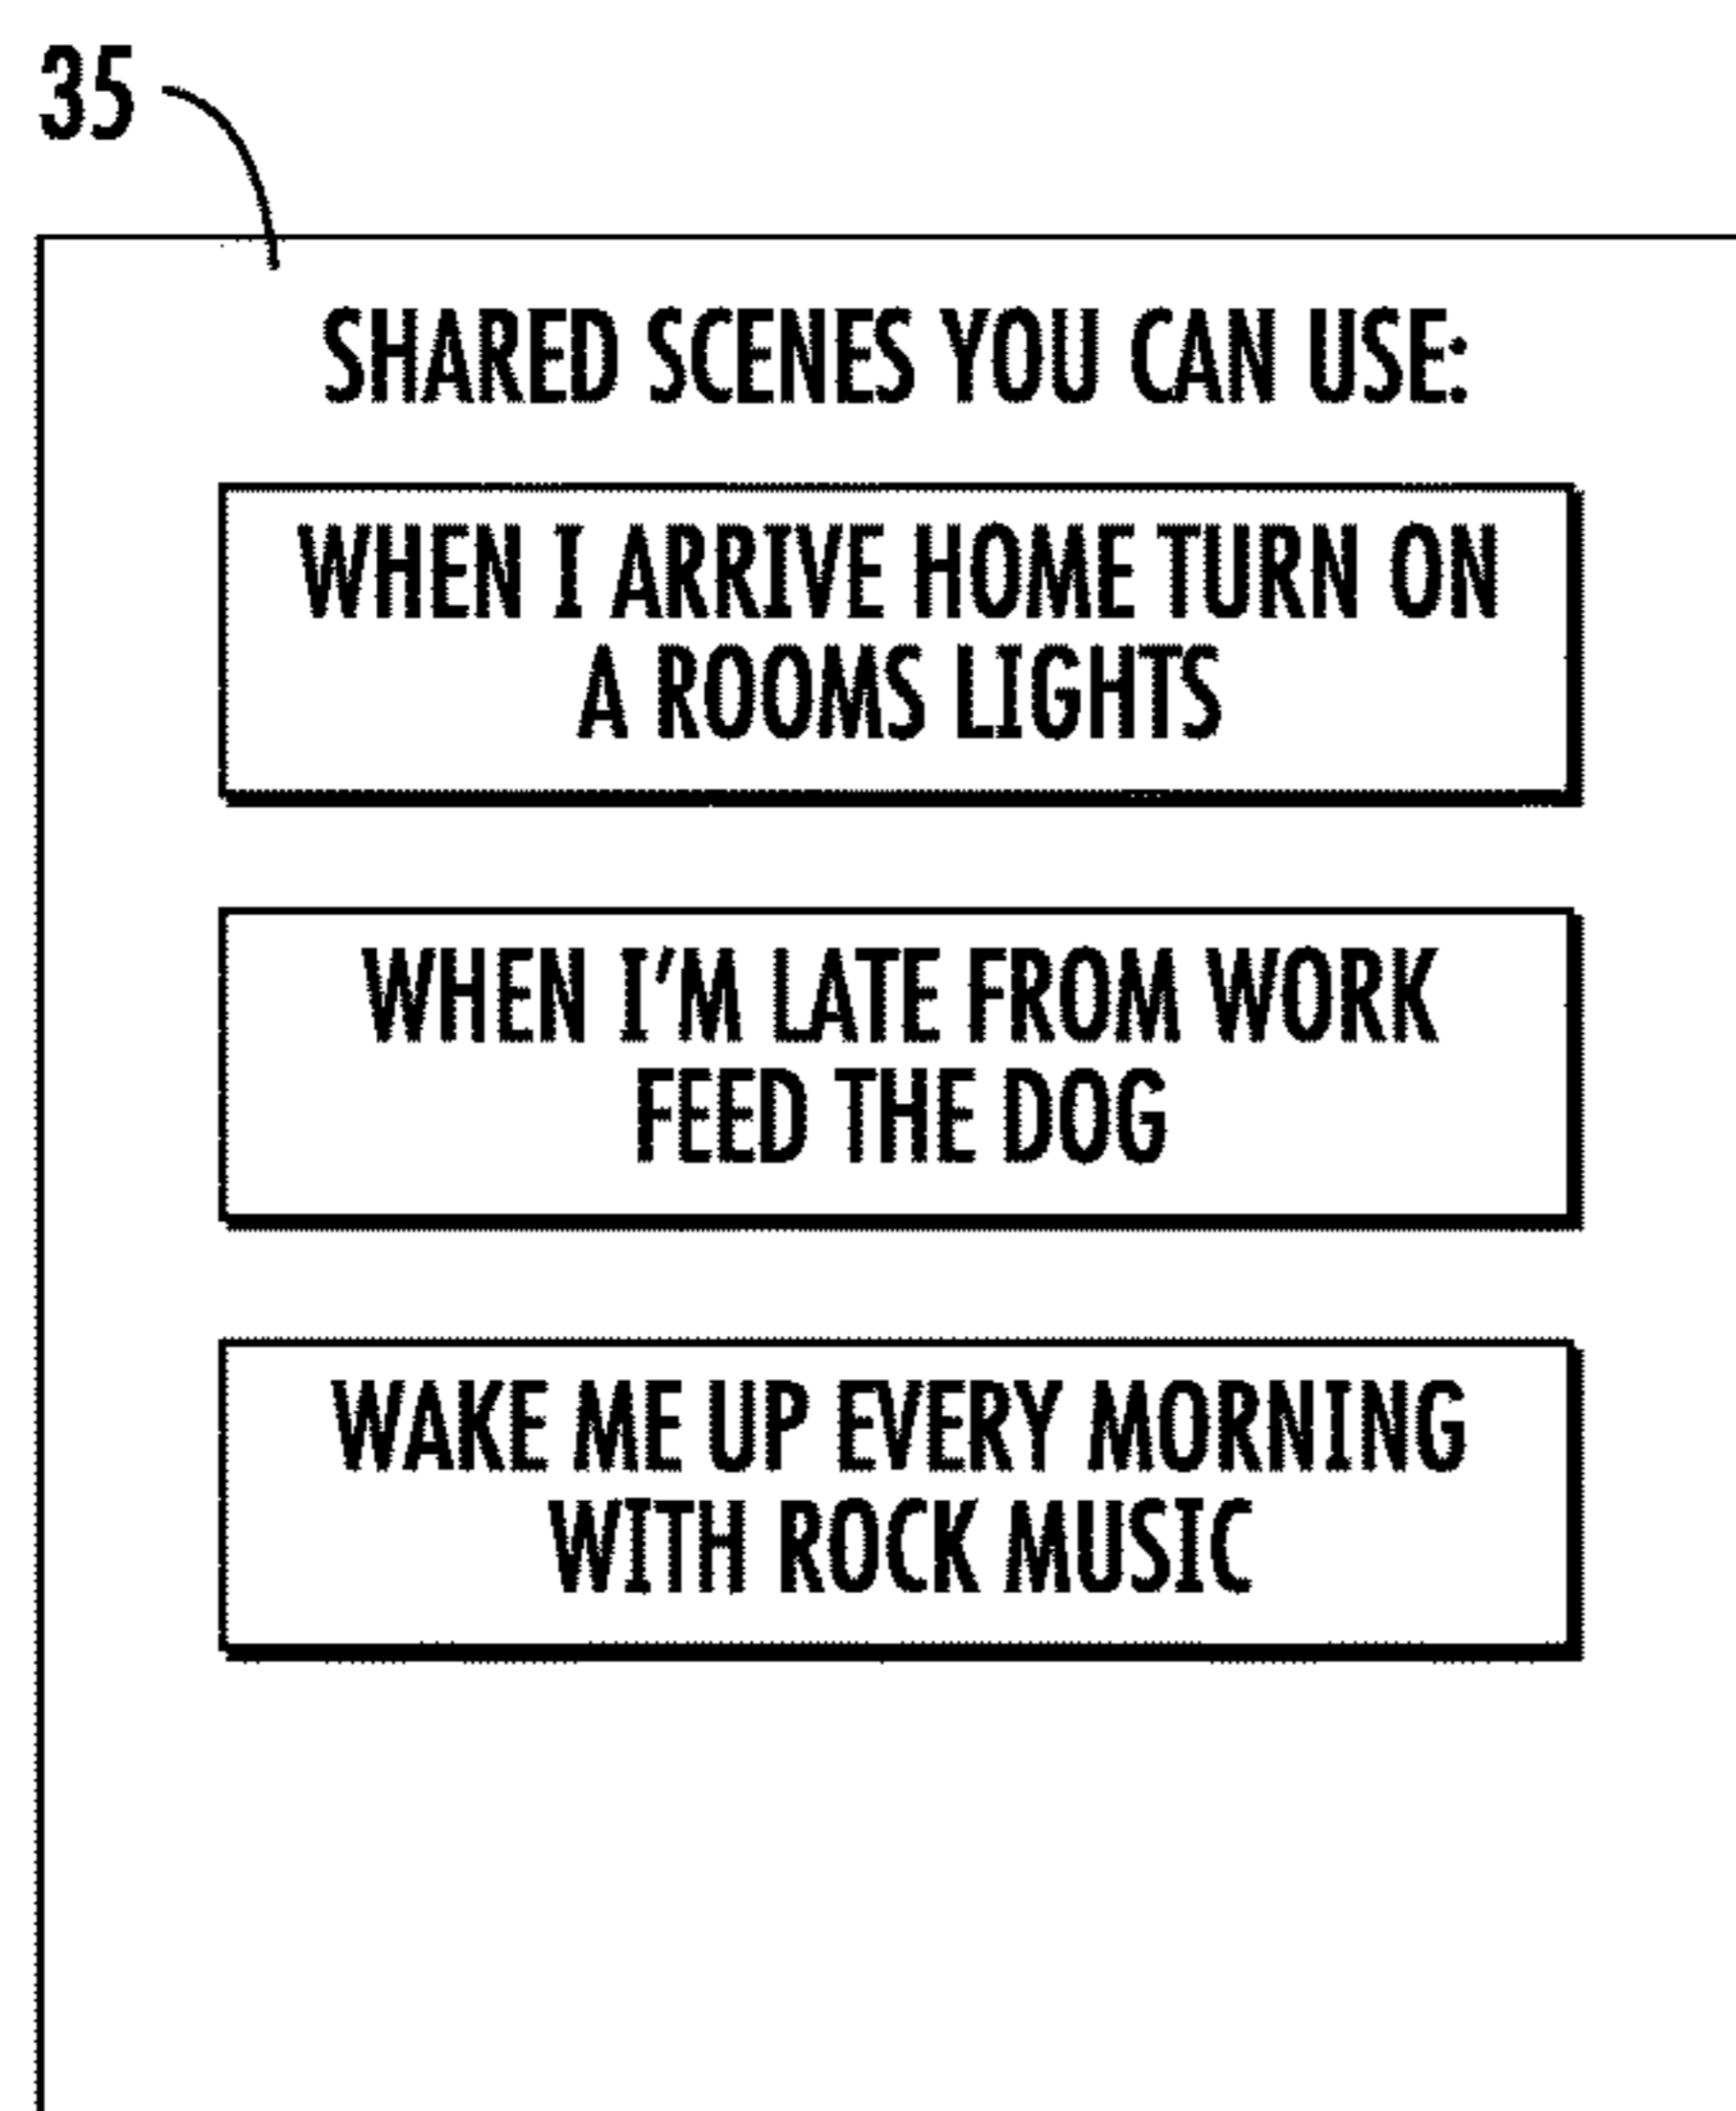 35
SHARED SCENES YOU CAN USE:
WHEN I ARRIVE HOME TURN ON
A ROOMS LIGHTS
WHEN I'M LATE FROM WORK
FEED THE DOG
WAKE ME UP EVERY MORNING
WITH ROCK MUSIC